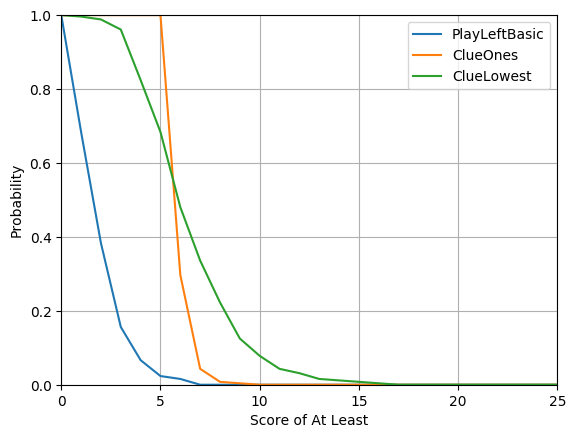 PlayLeftBasic
ClueOnes
ClueLowest
Probability
1.0
0.8
0.6
0.4
0.2
0.0
0 5 10 15 20 25
Score of At Least